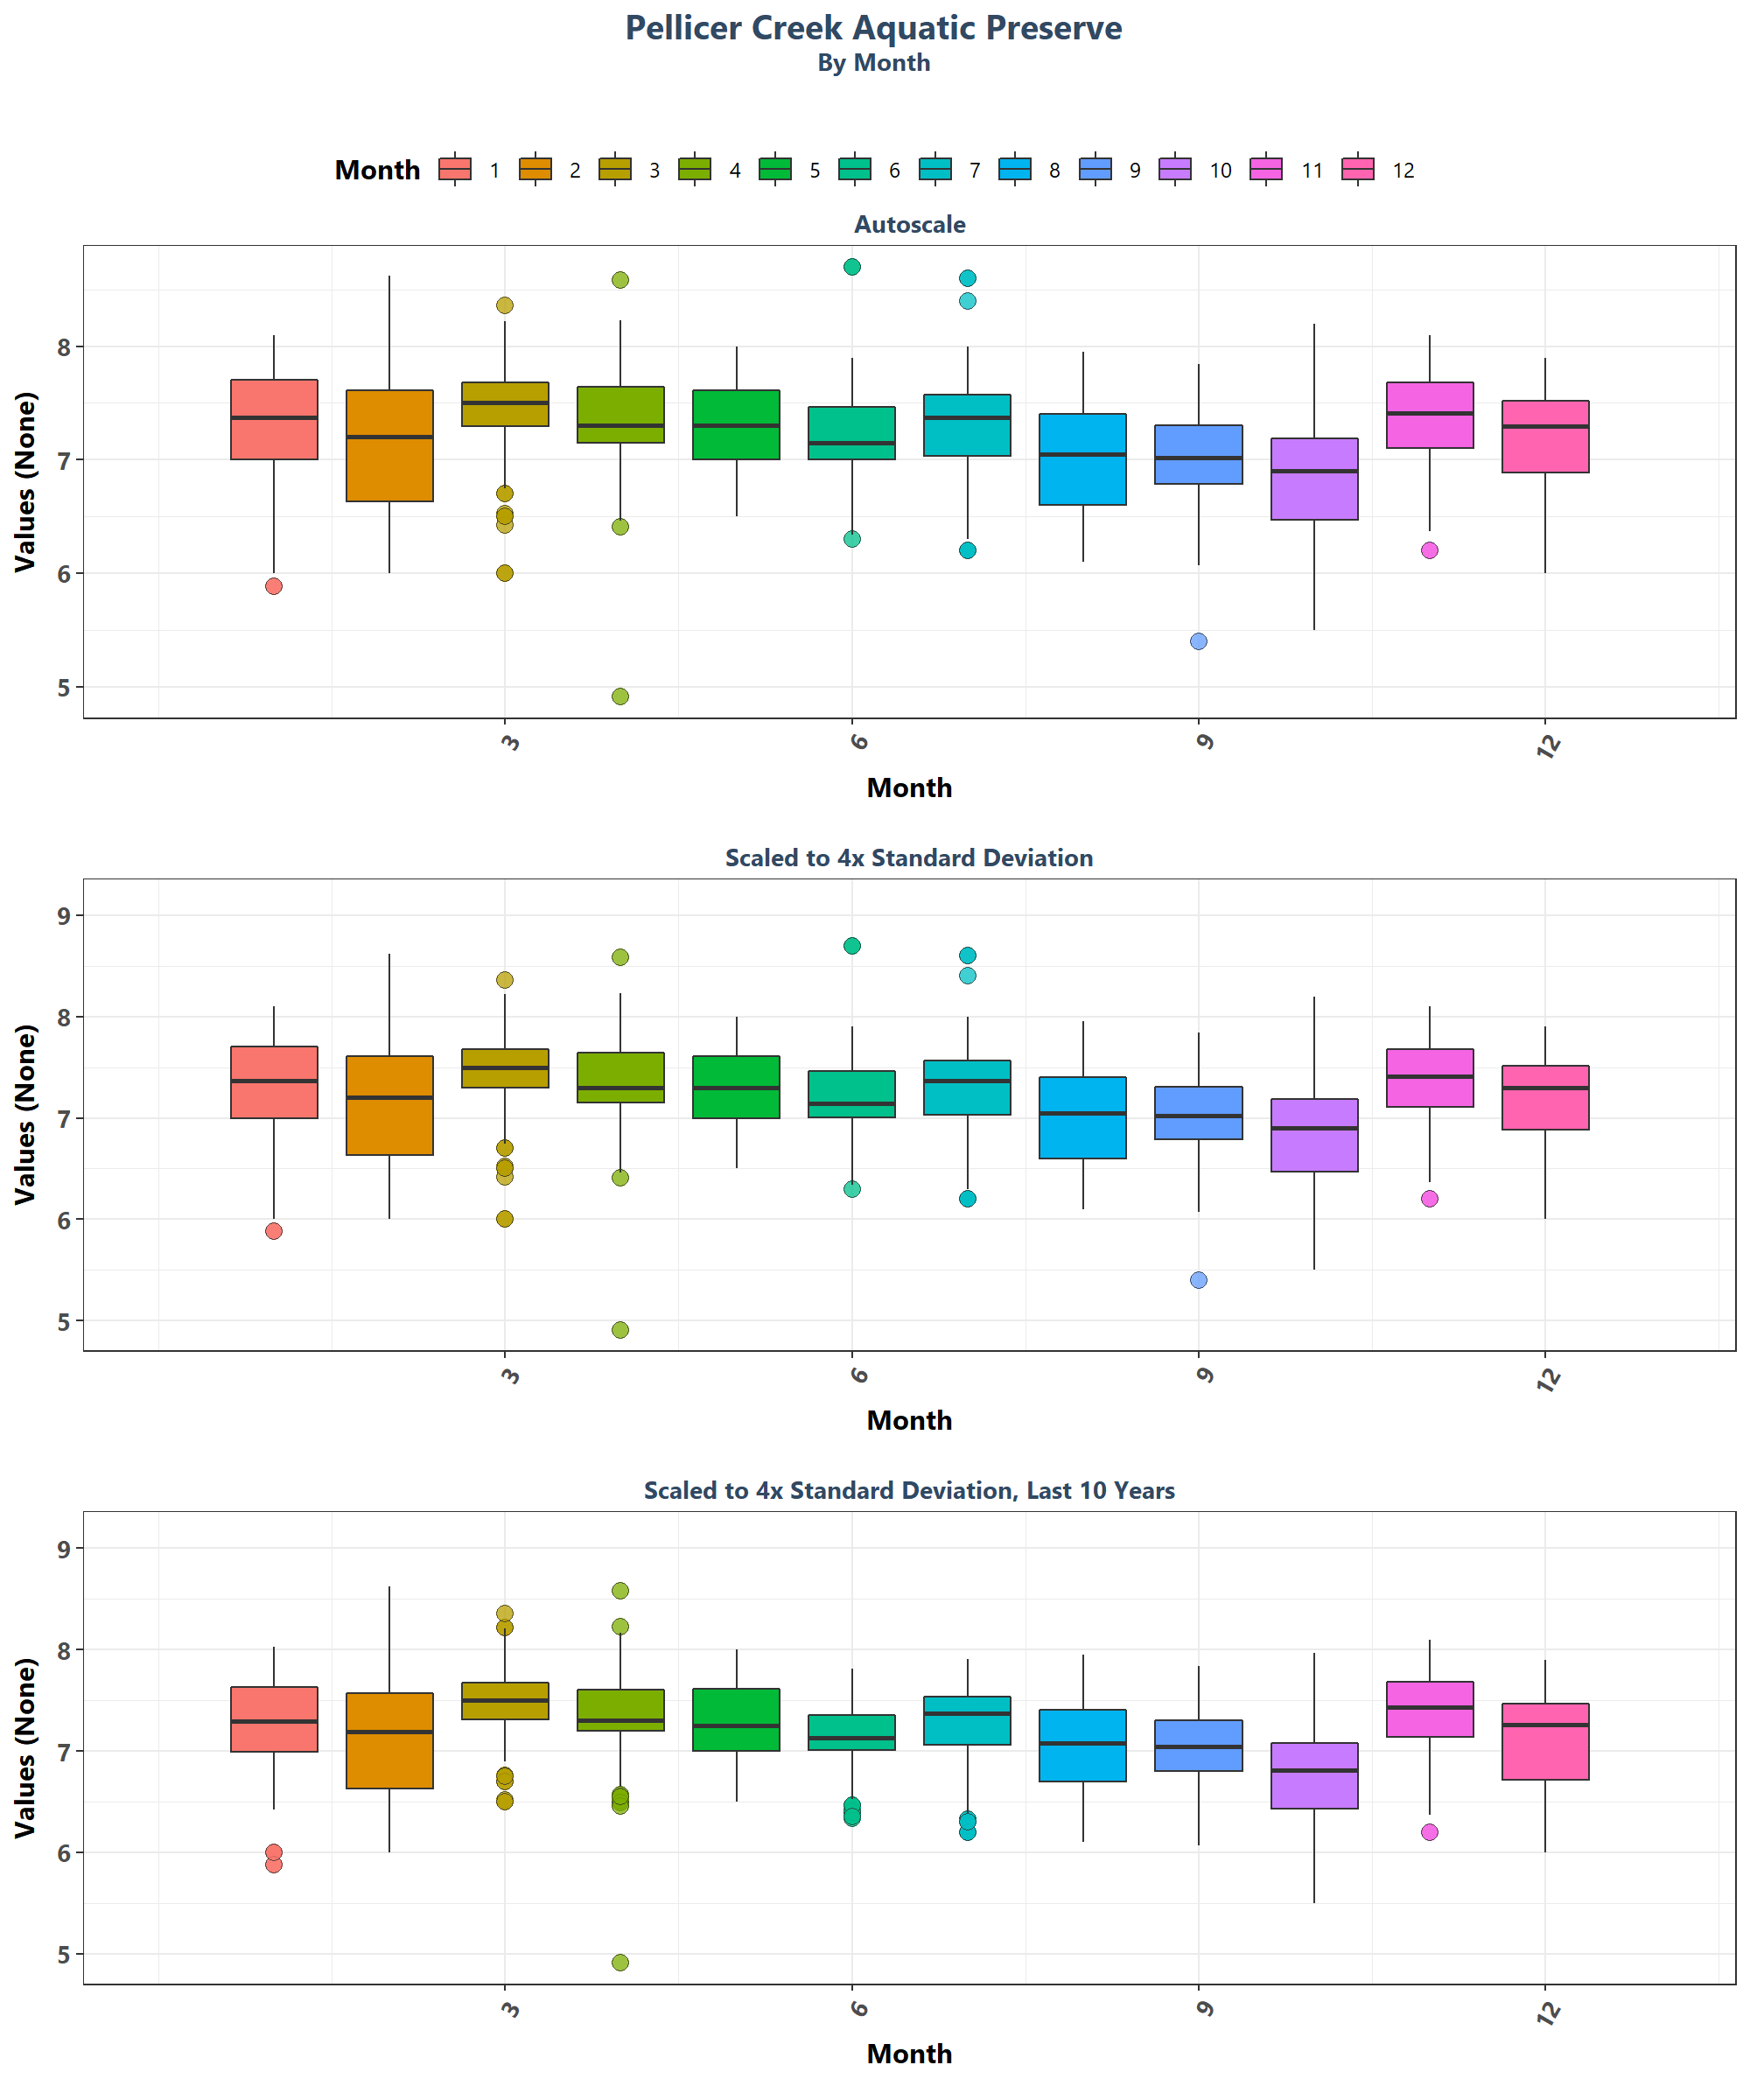 Pellicer Creek Aquatic Preserve
By Month
Month 1 2 3 4 5 6 7 8 9 10 11 12
Autoscale
Values (None)
8
7
6
5
3 6 9 12
Month
Scaled to 4x Standard Deviation
Values (None)
9
8
7
6
5
3 6 9 12
Month
Scaled to 4x Standard Deviation, Last 10 Years
Values (None)
9
8
7
6
5
3 6 9 12
Month